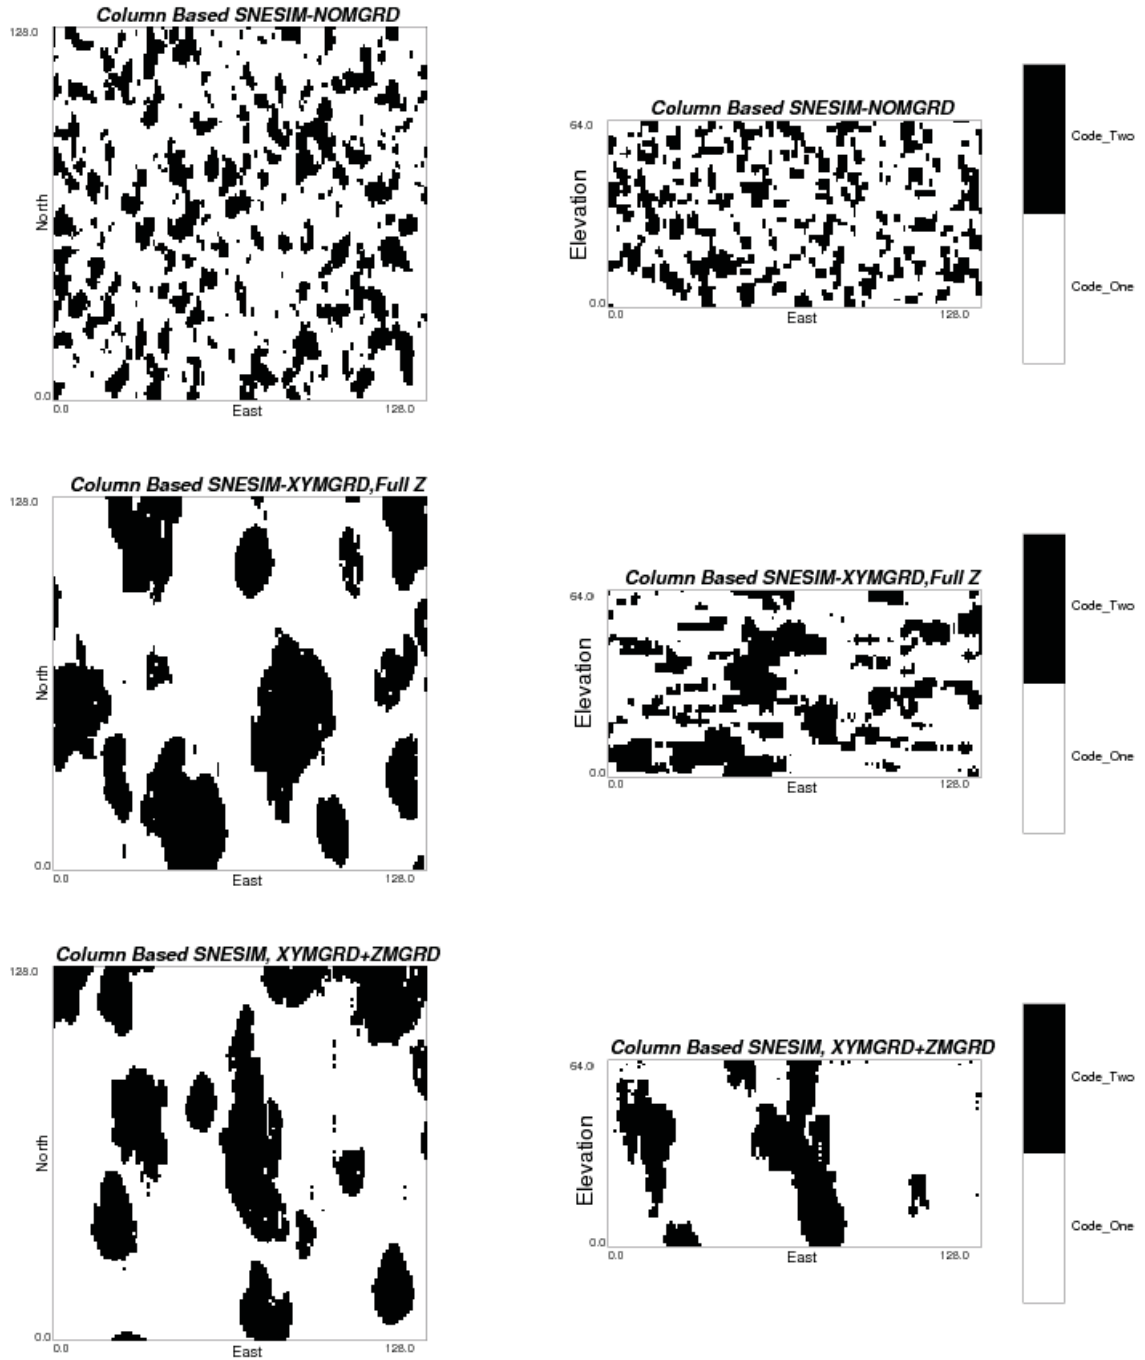 Column Based SNESIM-NOMGRD
128.0
North
0.0
0.0
East
128.0
Column Based SNESIM-NOMGRD
64.0
Elevation
0.0
0.0
East
128.0
Code_Two
Code_One
Column Based SNESIM-XYMGRD,Full Z
128.0
North
0.0
0.0
East
128.0
Column Based SNESIM-XYMGRD,Full Z
64.0
Elevation
0.0
0.0
East
128.0
Code_Two
Code_One
Column Based SNESIM, XYMGRD+ZMGRD
128.0
North
0.0
0.0
East
128.0
Column Based SNESIM, XYMGRD+ZMGRD
64.0
Elevation
0.0
0.0
East
128.0
Code_Two
Code_One